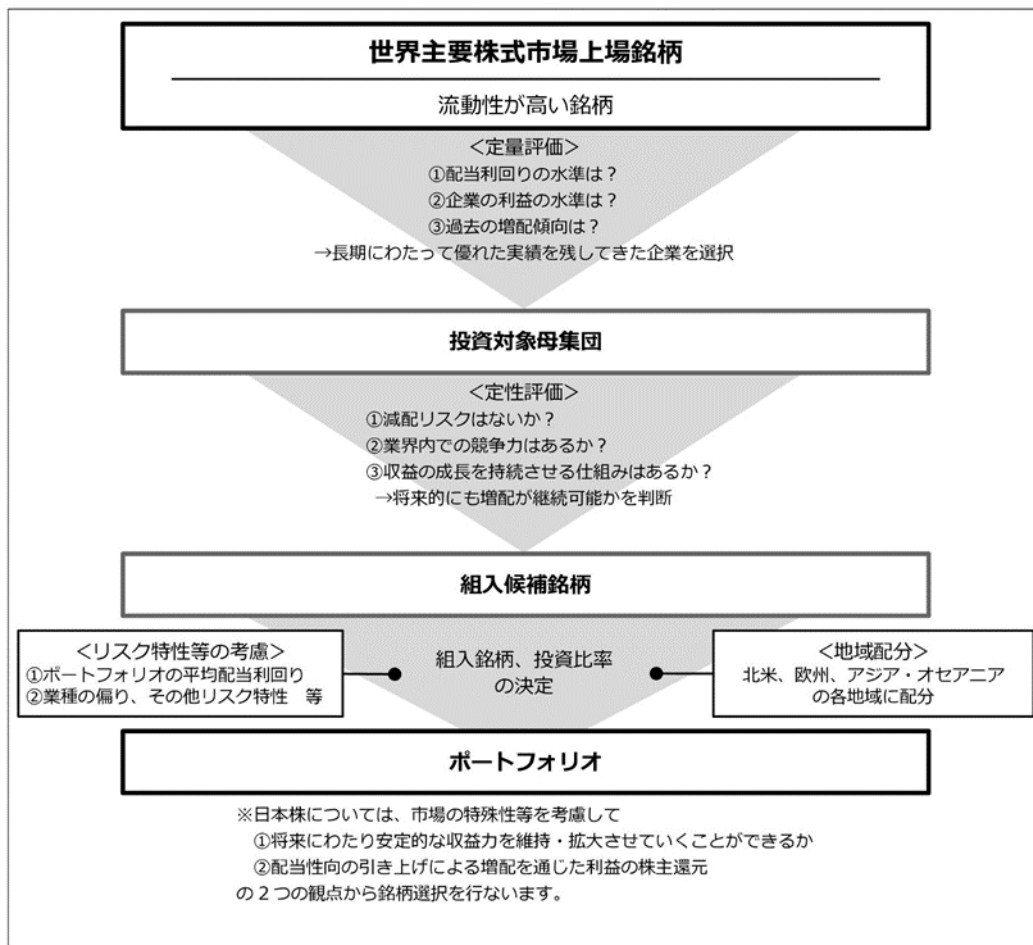 世界主要株式市場上場銘柄
流動性が高い銘柄
＜定量評価＞
①配当利回りの水準は？
②企業の利益の水準は？
③過去の増配傾向は？
→長期にわたって優れた実績を残してきた企業を選択
投資対象母集団
＜定性評価＞
①減配リスクはないか？
②業界内での競争力はあるか？
③収益の成長を持続させる仕組みはあるか？
→将来的にも増配が継続可能かを判断
組入候補銘柄
＜リスク特性等の考慮＞
①ポートフォリオの平均配当利回り
②業種の偏り、その他リスク特性　等
組入銘柄、投資比率
の決定
＜地域配分＞
北米、欧州、アジア・オセアニア
の各地域に配分
ポートフォリオ
※日本株については、市場の特殊性等を考慮して
①将来にわたり安定的な収益力を維持・拡大させていくことができるか
②配当性向の引き上げによる増配を通じた利益の株主還元
の２つの観点から銘柄選択を行ないます。